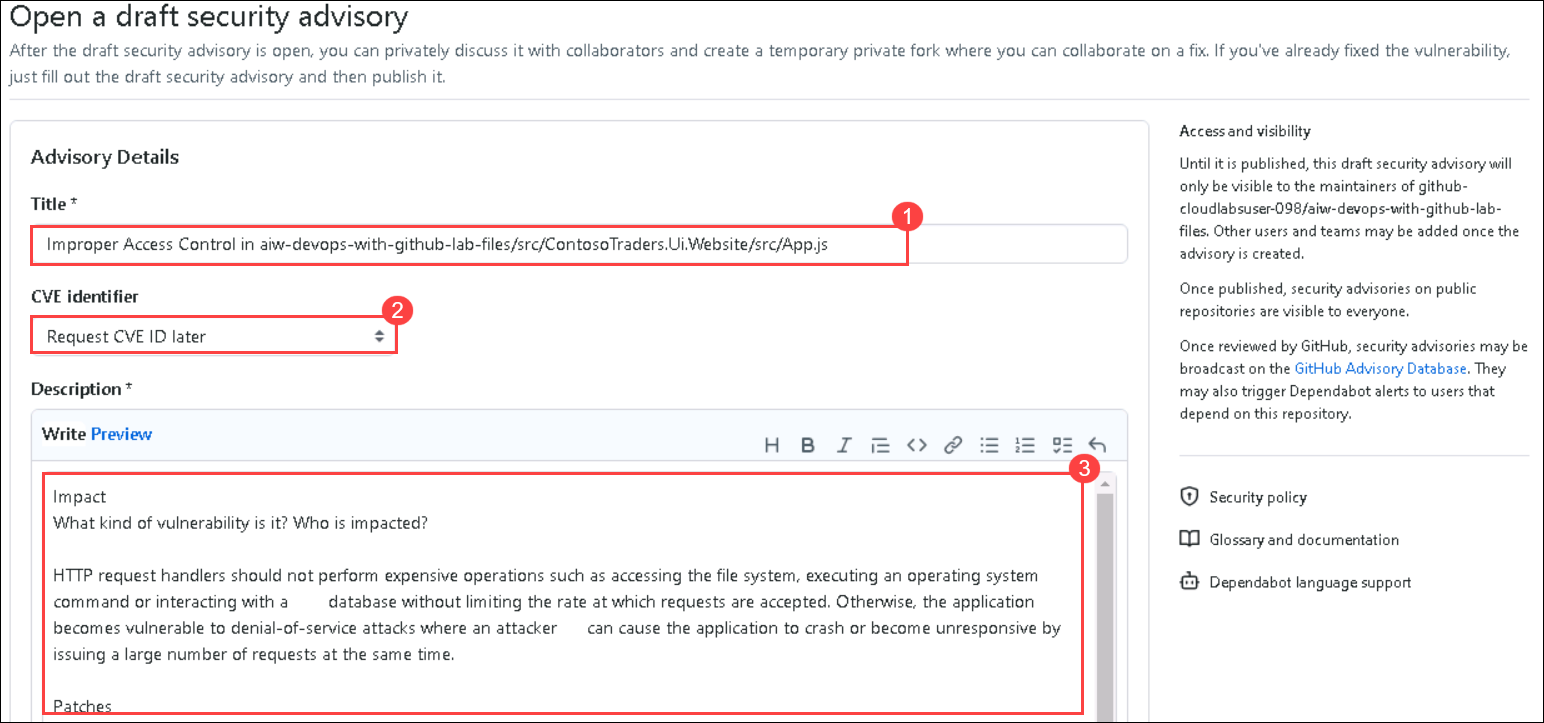 Open a draft security advisory
After the draft security advisory is open, you can privately discuss it with collaborators and create a temporary private fork where you can collaborate on a fix. If you've already fixed the vulnerability,
just fill out the draft security advisory and then publish it.
Advisory Details
Title *
1
Improper Access Control in aiw-devops-with-github-lab-files/src/ContosoTraders.Ui.Website/src/App.js
CVE identifier
2
Request CVE ID later
Description *
Write Preview
H B I
3
Impact
What kind of vulnerability is it? Who is impacted?
HTTP request handlers should not perform expensive operations such as accessing the file system, executing an operating system
command or interacting with a database without limiting the rate at which requests are accepted. Otherwise, the application
becomes vulnerable to denial-of-service attacks where an attacker can cause the application to crash or become unresponsive by
issuing a large number of requests at the same time.
Patches
Access and visibility
Until it is published, this draft security advisory will
only be visible to the maintainers of github-
cloudlabsuser-098/aiw-devops-with-github-lab-
files. Other users and teams may be added once the
advisory is created.
Once published, security advisories on public
repositories are visible to everyone.
Once reviewed by GitHub, security advisories may be
broadcast on the GitHub Advisory Database. They
may also trigger Dependabot alerts to users that
depend on this repository.
Security policy
Glossary and documentation
Dependabot language support